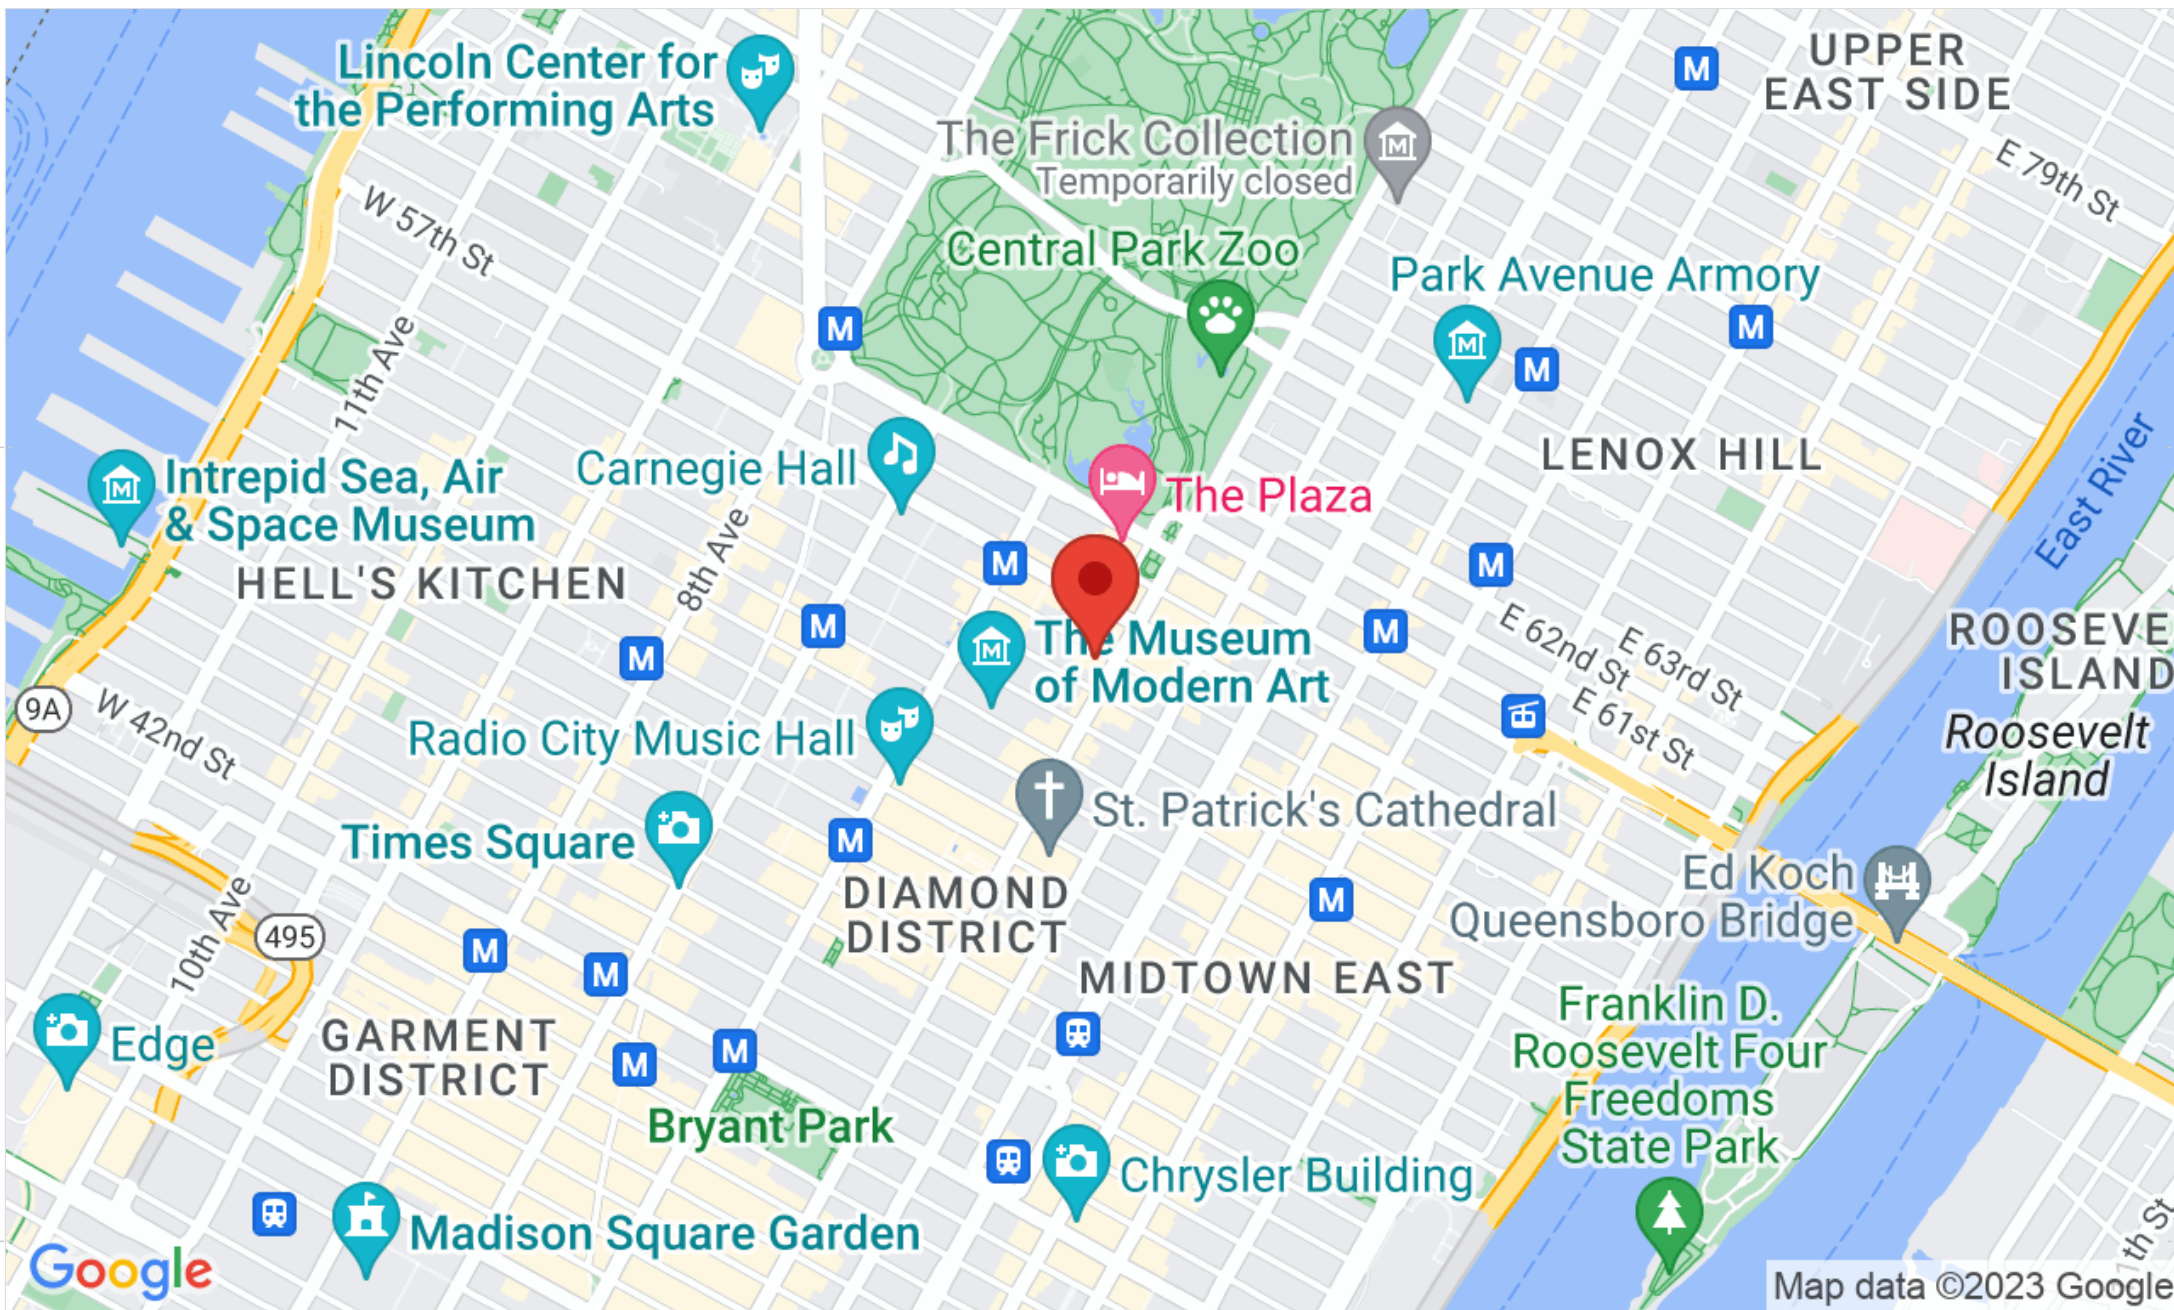 Lincoln Center for
the Performing Arts
UPPER
EAST SIDE
M
The Frick Collection
Temporarily closed
E 79th St
W 57th St
Central Park Zoo
Park Avenue Armory
M
M
M
11th Ave
Carnegie Hall
LENOX HILL
East River
Intrepid Sea, Air
& Space Museum
The Plaza
8th Ave
HELL'S KITCHEN
M
M
M
M
M
M
The Museum
of Modern Art
E 62nd St
E 63rd St
E 61st St
ROOSEVE
ISLAND
Roosevelt
Island
9A
W 42nd St
Radio City Music Hall
St. Patrick's Cathedral
Times Square
M
DIAMOND
DISTRICT
M
Ed Koch
Queensboro Bridge
10th Ave
495
M
M
MIDTOWN EAST
Edge
GARMENT
DISTRICT
M
M
Franklin D.
Roosevelt Four
Freedoms
State Park
Bryant Park
Chrysler Building
Madison Square Garden
11th St
Google
Map data ©2023 Google